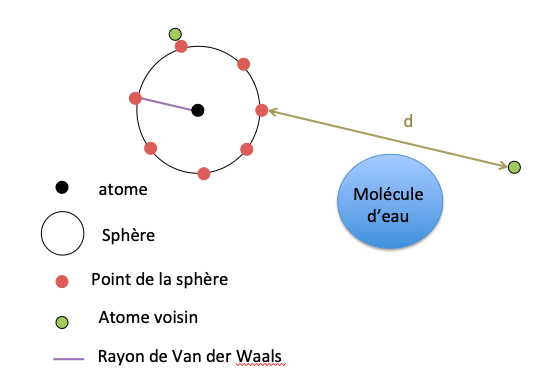 d
Molécule
d’eau
atome
Sphère
Point de la sphère
Atome voisin
Rayon de Van der Waals